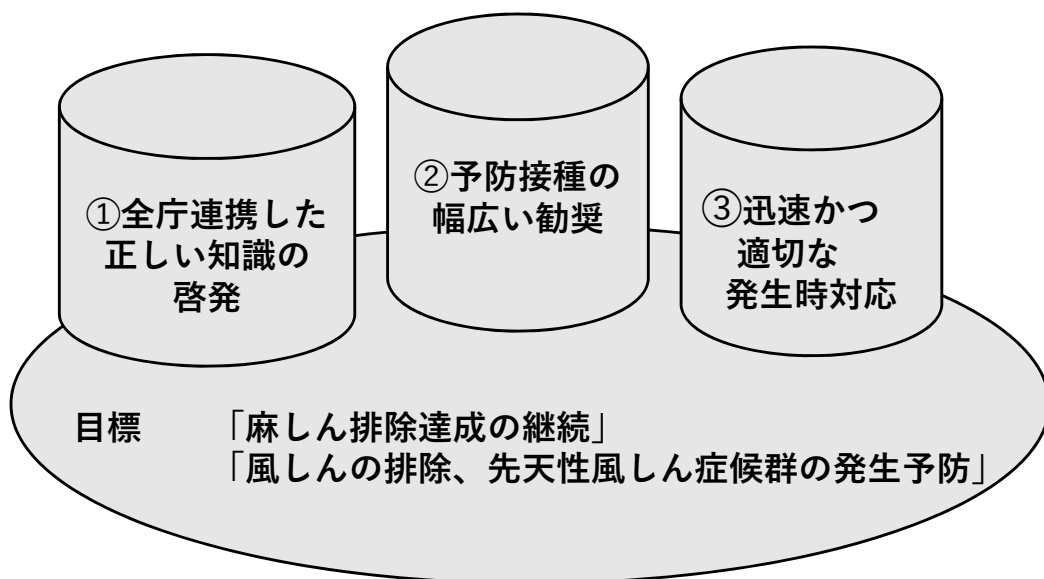 ①全庁連携した
正しい知識の
啓発
②予防接種の
幅広い勧奨
③迅速かつ
適切な
発生時対応
目標 「麻しん排除達成の継続」
「風しんの排除、先天性風しん症候群の発生予防」